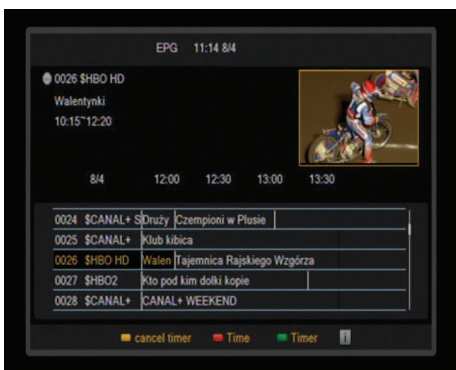 EPG 11:14 8/4
0026 $HBO HD
Walentynki
10:15~12:20
8/4 12:00 12:30 13:00 13:30
0024 $CANAL+ S Druży Czempioni w Plusie
0025 $CANAL+ Klub kibica
0026 $HBO HD Walen Tajemnica Rajskiego Wzgórza
0027 $HBO2 Kto pod kim dołki kopie
0028 $CANAL+ CANAL+ WEEKEND
cancel timer Time Timer i